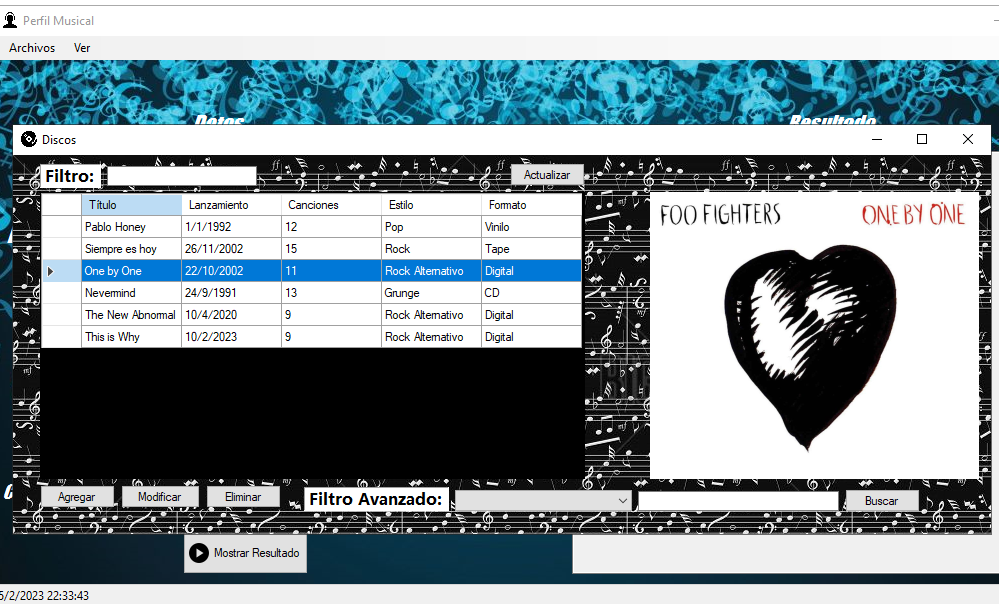 Perfil Musical
Archivos Ver
Datos Resultado
Discos
Filtro: Actualizar
Título Lanzamiento Canciones Estilo Formato
Pablo Honey 1/1/1992 12 Pop Vinilo
Siempre es hoy 26/11/2002 15 Rock Tape
One by One 22/10/2002 11 Rock Alternativo Digital
Nevermind 24/9/1991 13 Grunge CD
The New Abnormal 10/4/2020 9 Rock Alternativo Digital
This is Why 10/2/2023 9 Rock Alternativo Digital
FOO FIGHTERS ONE BY ONE
Agregar Modificar Eliminar Filtro Avanzado: Buscar
Mostrar Resultado
5/2/2023 22:33:43